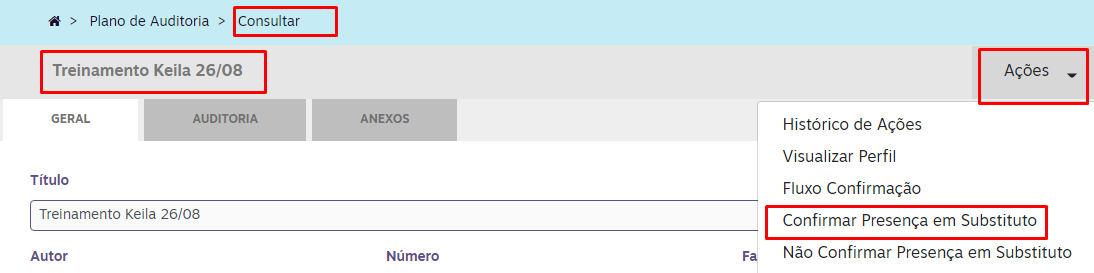 > Plano de Auditoria > Consultar
Treinamento Keila 26/08
Ações
GERAL AUDITORIA ANEXOS
Histórico de Ações
Visualizar Perfil
Fluxo Confirmação
Confirmar Presença em Substituto
Não Confirmar Presença em Substituto
Título
Treinamento Keila 26/08
Autor Número Fa